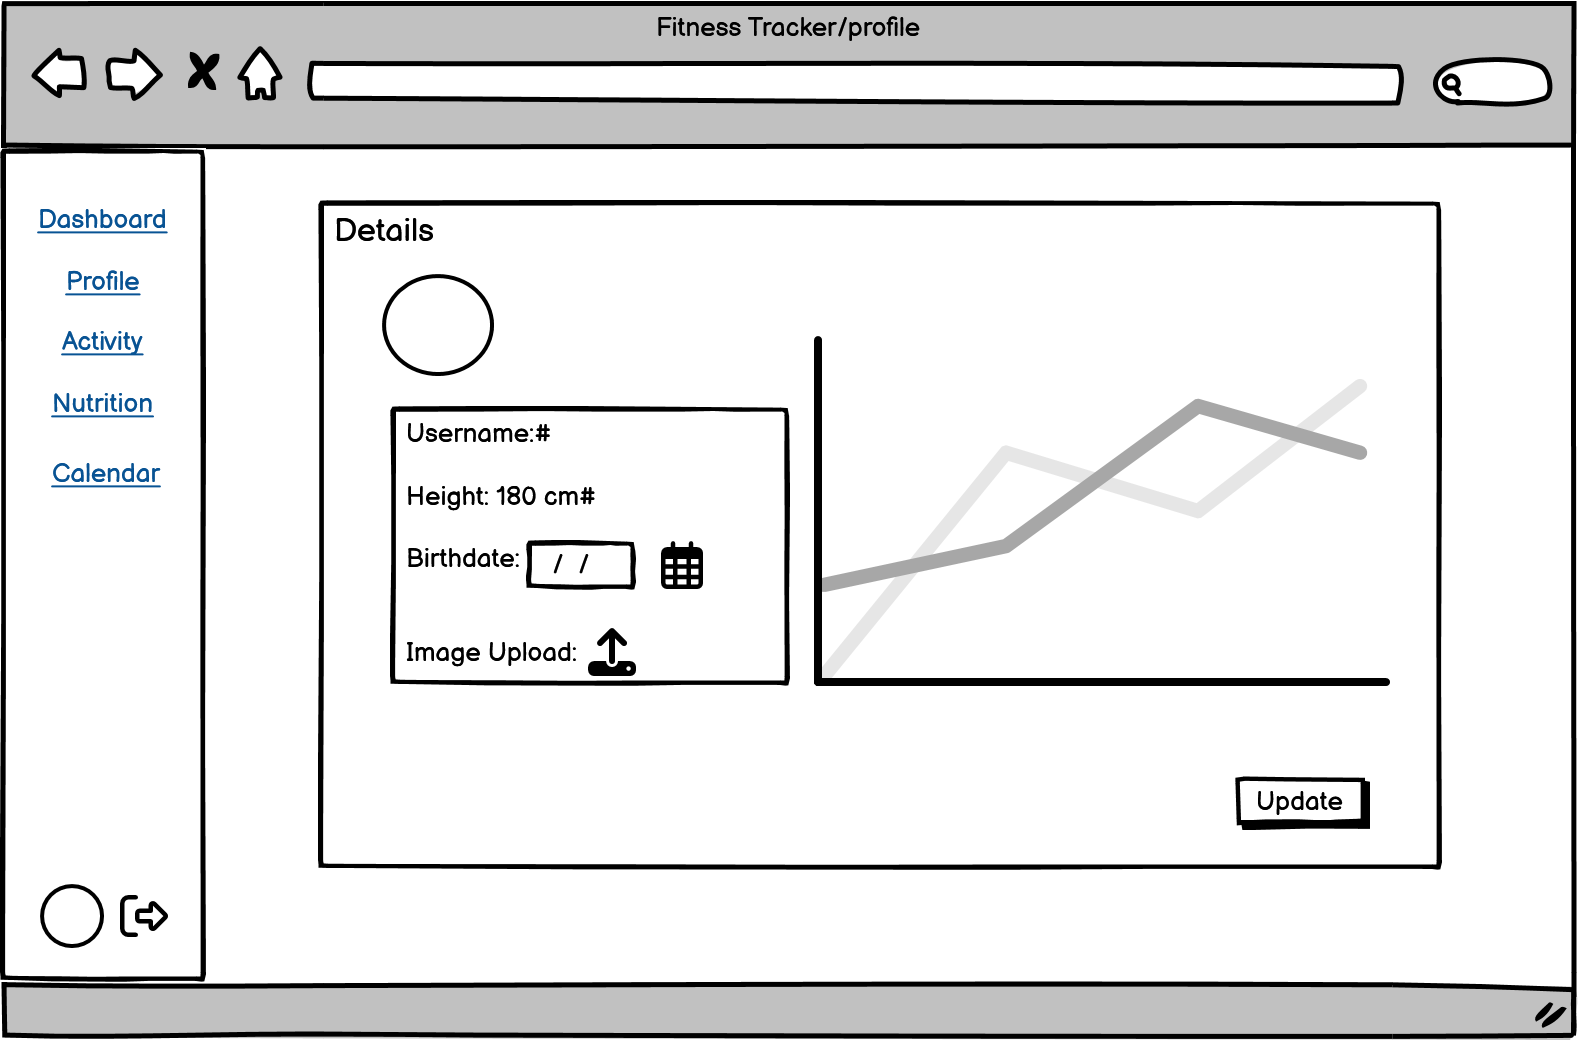 Fitness Tracker/profile
Dashboard
Profile
Activity
Nutrition
Calendar
Details
Username:#
Height: 180 cm#
Birthdate: / /
Image Upload:
Update